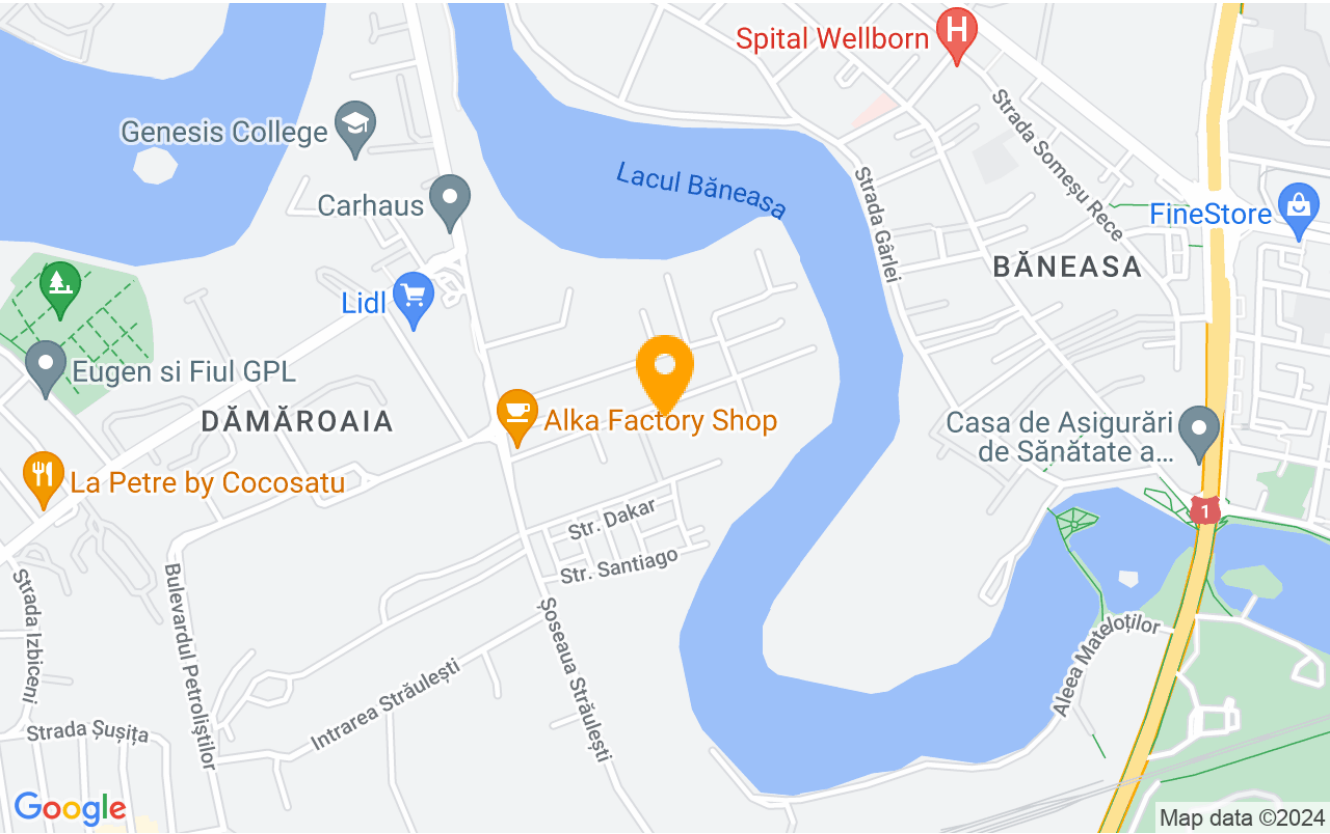 Spital Wellborn
H
Genesis College
Strada Someșu Rece
Lacul Băneasa
Carhaus
Strada Gârlei
FineStore
BĂNEASA
Lidl
Eugen si Fiul GPL
DĂMĂROAIA
Alka Factory Shop
Casa de Asigurări
de Sănătate a...
La Petre by Cocosatu
1
Str. Dakar
Str. Santiago
Strada Izbiceni
Bulevardul Petroliștilor
Șoseaua Străulești
Intrarea Străulești
Aleea Mateloților
Strada Șușița
Google
Map data ©2024